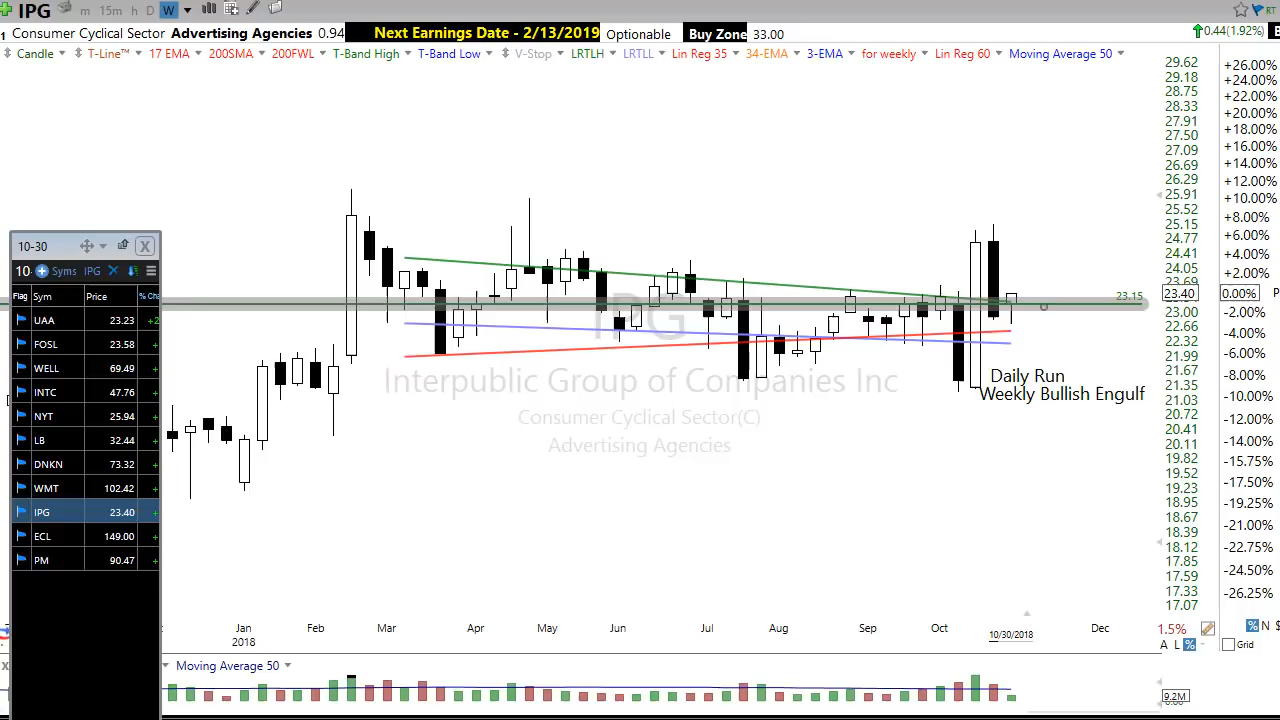 IPG m 15m h D W RT
1 Consumer Cyclical Sector Advertising Agencies 0.94 Next Earnings Date - 2/13/2019 Optionable Buy Zone 33.00 0.44(1.92%)
Candle T-Line™ 17 EMA 200SMA 200FWL T-Band High T-Band Low V-Stop LRTLH LRTLL Lin Reg 35 34-EMA 3-EMA for weekly Lin Reg 60 Moving Average 50
29.62
29.18
28.75
28.33
27.91
27.50
27.09
26.69
26.29
25.91
25.52
25.15
24.77
24.41
24.05
23.69
23.40
23.00
22.66
22.32
21.99
21.67
21.35
21.03
20.72
20.41
20.11
19.82
19.52
19.23
18.95
18.67
18.39
18.12
17.85
17.59
17.33
17.07
+26.00%
+24.00%
+22.00%
+20.00%
+18.00%
+16.00%
+14.00%
+12.00%
+10.00%
+8.00%
+6.00%
+4.00%
+2.00%
0.00% P
-2.00%
-4.00%
-6.00%
-8.00%
-10.00%
-12.00%
-14.00%
-15.75%
-17.50%
-19.25%
-21.00%
-22.75%
-24.50%
-26.25%
23.15
IPG
Interpublic Group of Companies Inc
Consumer Cyclical Sector(C)
Advertising Agencies
Daily Run
Weekly Bullish Engulf
10-30 X
10 Syms IPG
Flag Sym Price % Cha
UAA 23.23 +2
FOSL 23.58 +
WELL 69.49 +
INTC 47.76 +
NYT 25.94 +
LB 32.44 +
DNKN 73.32 +
WMT 102.42 +
IPG 23.40 +
ECL 149.00 +
PM 90.47 +
Jan Feb Mar Apr May Jun Jul Aug Sep Oct Dec
2018 10/30/2018
1.5% % N $
A L % Grid
X Moving Average 50
9.2M